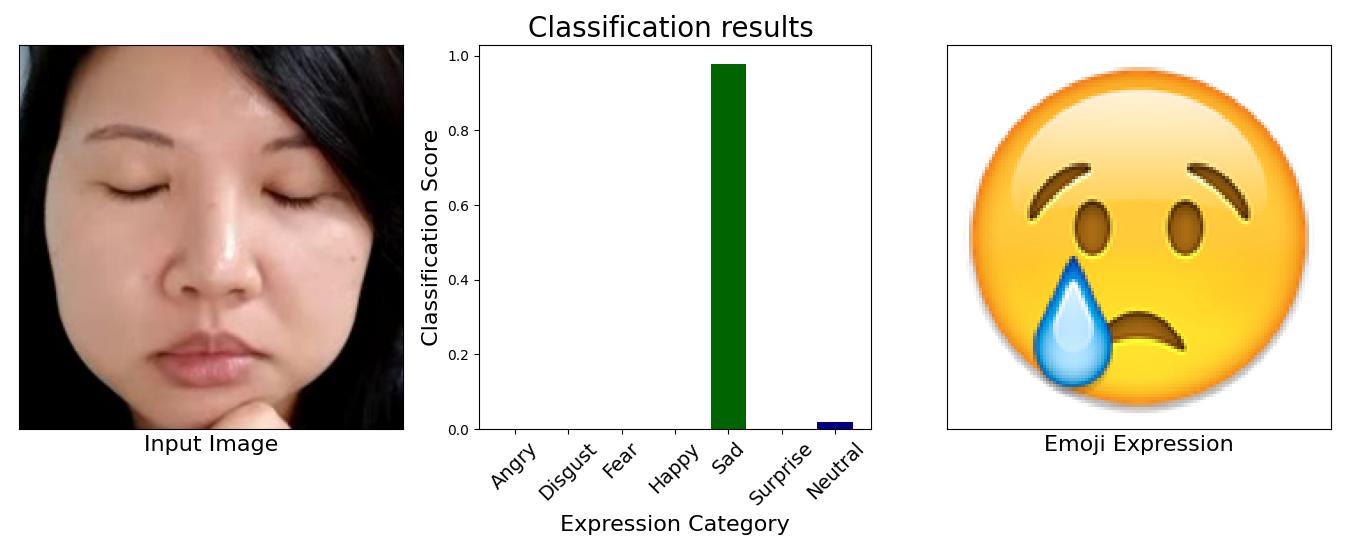 Classification results
Classification Score
1.0
0.8
0.6
0.4
0.2
0.0
Angry
Disgust
Fear
Happy
Sad
Surprise
Neutral
Expression Category
Input Image
Emoji Expression